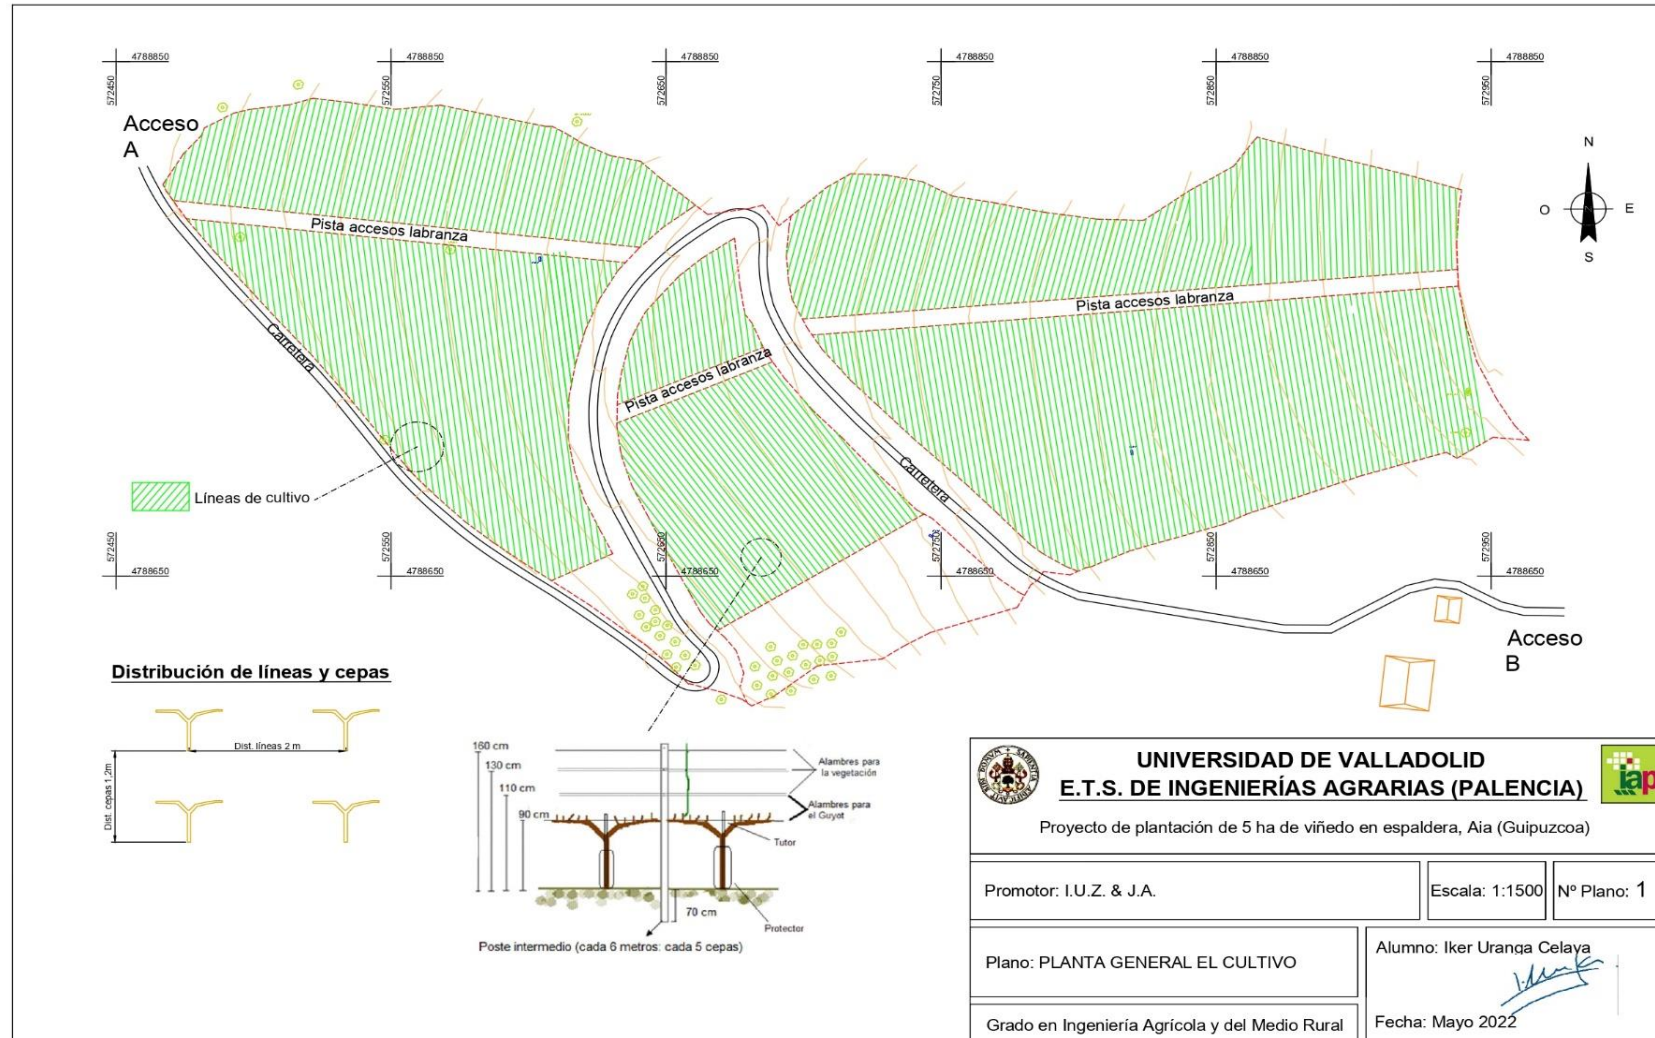 4788850
4788850
4788850
4788850
4788850
4788850
572450
572550
572650
572750
572850
572950
Acceso
A
N
O
E
S
Pista accesos labranza
Pista accesos labranza
Pista accesos labranza
Carretera
Carretera
Líneas de cultivo
572450
572550
572650
572750
572850
572950
4788650
4788650
4788650
4788650
4788650
4788650
Acceso
B
Distribución de líneas y cepas
Dist. líneas 2 m
Dist. cepas 1,2m
160 cm
130 cm
110 cm
90 cm
Alambres para
la vegetación
Alambres para
el Guyot
Tutor
70 cm
Protector
Poste intermedio (cada 6 metros: cada 5 cepas)
UNIVERSIDAD DE VALLADOLID
E.T.S. DE INGENIERÍAS AGRARIAS (PALENCIA)
iap
Proyecto de plantación de 5 ha de viñedo en espaldera, Aia (Guipuzcoa)
Promotor: I.U.Z. & J.A.
Escala: 1:1500
Nº Plano: 1
Plano: PLANTA GENERAL EL CULTIVO
Alumno: Iker Uranga Celaya
Grado en Ingeniería Agrícola y del Medio Rural
Fecha: Mayo 2022